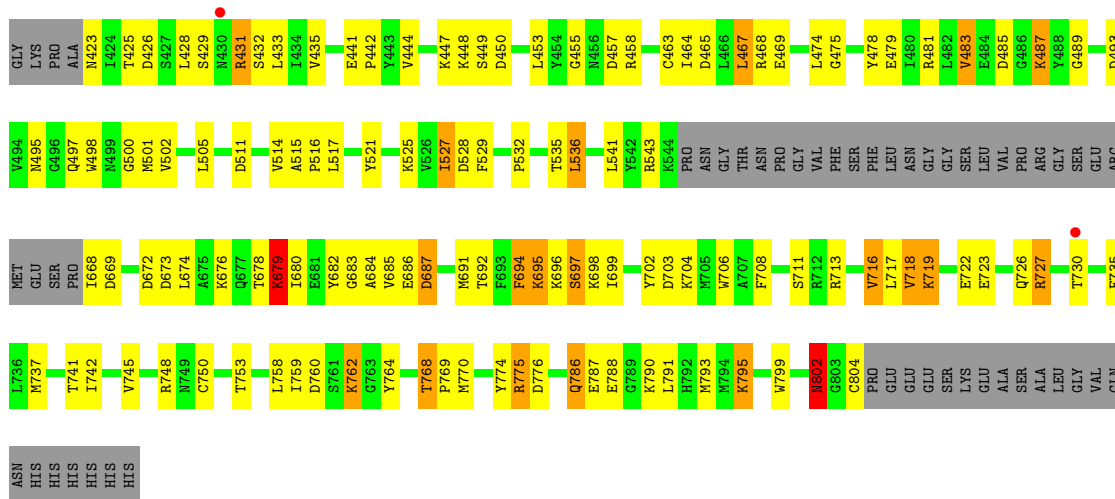 GLY LYS PRO ALA N423 I424 T425 D426 S427 L428 S429 N430 R431 S432 L433 I434 V435 E441 P442 Y443 V444 K447 K448 S449 D450 L453 Y454 G455 N456 D457 R458 C463 I464 D465 L466 L467 R468 E469 L474 G475 Y478 E479 I480 R481 L482 V483 E484 D485 G486 K487 Y488 G489 D493
V494 N495 G496 Q497 W498 N499 G500 M501 V502 L505 D511 V514 A515 P516 L517 Y521 K525 V526 I527 D528 F529 P532 T535 L536 L541 Y542 R543 K544 PRO ASN GLY THR ASN PRO GLY VAL PHE SER PHE LEU ASN GLY GLY SER LEU VAL PRO ARG GLY SER GLU ARG
MET GLU SER PRO I668 D669 D672 D673 L674 A675 K676 Q677 T678 K679 I680 E681 Y682 G683 A684 V685 E686 D687 M691 T692 F693 F694 K695 K696 S697 K698 I699 Y702 D703 K704 M705 W706 A707 F708 S711 R712 R713 V716 L717 V718 K719 E722 E723 Q726 R727 T730
L736 M737 T741 I742 V745 R748 N749 C750 T753 L758 I759 D760 S761 K762 G763 Y764 T768 P769 M770 Y774 R775 D776 Q786 E787 E788 G789 K790 L791 H792 M793 M794 K795 W799 N802 G803 C804 PRO GLU GLU GLU SER LYS GLU ALA SER ALA LEU GLY VAL GLN
ASN HIS HIS HIS HIS HIS